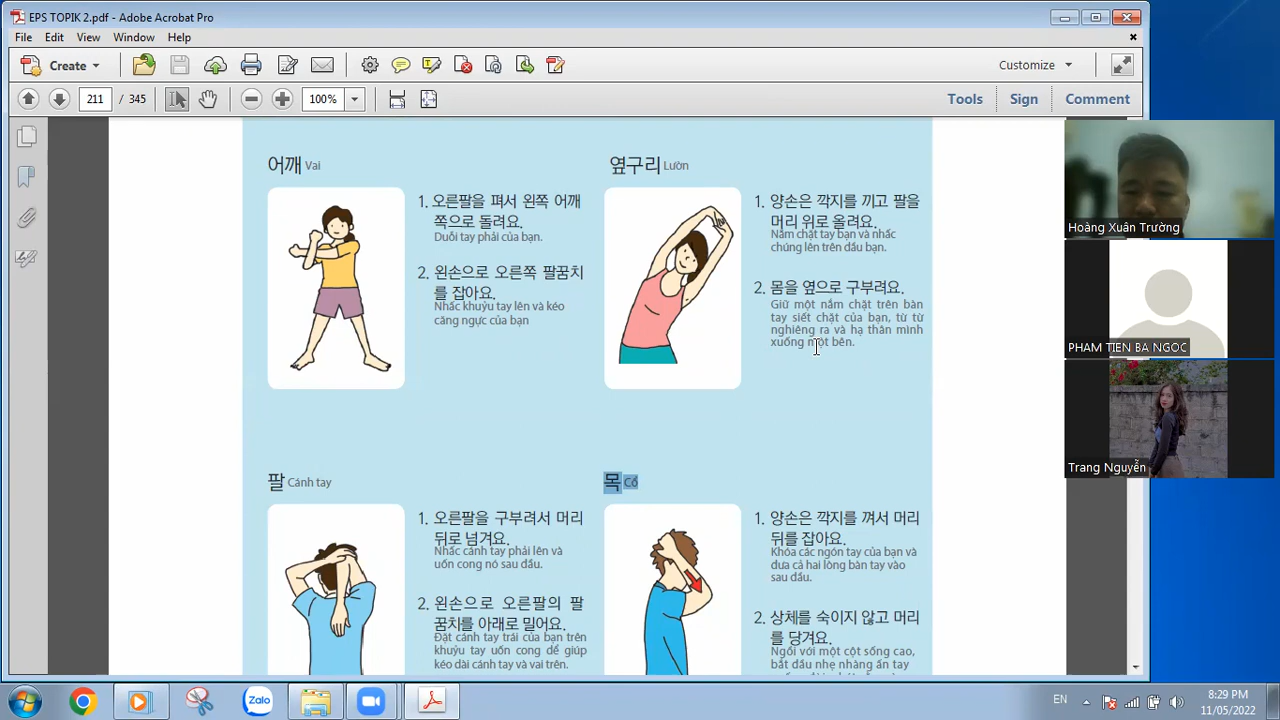 EPS TOPIK 2.pdf - Adobe Acrobat Pro
File Edit View Window Help
Create
Customize
211 / 345
100%
Tools Sign Comment
어깨 Vai
1. 오른팔을 펴서 왼쪽 어깨
쪽으로 돌려요.
Duỗi tay phải của bạn.
2. 왼손으로 오른쪽 팔꿈치
를 잡아요.
Nhấc khuỷu tay lên và kéo
căng ngực của bạn
옆구리 Lườn
1. 양손은 깍지를 끼고 팔을
머리 위로 올려요.
Nắm chặt tay bạn và nhấc
chúng lên trên đầu bạn.
2. 몸을 옆으로 구부려요.
Giữ một nắm chặt trên bàn
tay siết chặt của bạn, từ từ
nghiêng ra và hạ thân mình
xuống một bên.
팔 Cánh tay
1. 오른팔을 구부려서 머리
뒤로 넘겨요.
Nhấc cánh tay phải lên và
uốn cong nó sau đầu.
2. 왼손으로 오른팔의 팔
꿈치를 아래로 밀어요.
Đặt cánh tay trái của bạn trên
khuỷu tay uốn cong để giúp
kéo dài cánh tay và vai trên.
목 Cổ
1. 양손은 깍지를 껴서 머리
뒤를 잡아요.
Khóa các ngón tay của bạn và
đưa cả hai lòng bàn tay vào
sau đầu.
2. 상체를 숙이지 않고 머리
를 당겨요.
Ngồi với một cột sống cao,
bắt đầu nhẹ nhàng ấn tay
Hoàng Xuân Trường
PHAM TIEN BA NGOC
Trang Nguyễn
Zalo
EN
8:29 PM
11/05/2022